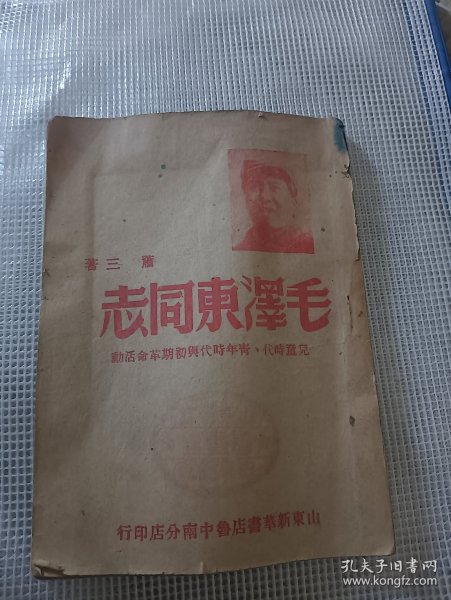 蕭三著
毛澤東同志
兒童時代、靑年時代與初期革命活動
山東新華書店魯中南分店印行
孔夫子旧书网
www.kongfz.com